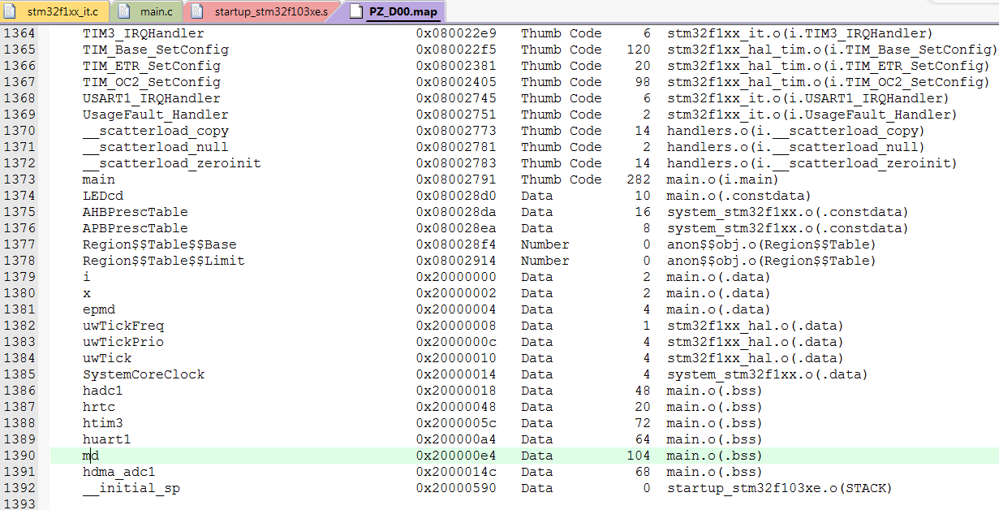 stm32f1xx_it.c main.c startup_stm32f103xe.s PZ_D00.map
1364 TIM3_IRQHandler 0x080022e9 Thumb Code 6 stm32f1xx_it.o(i.TIM3_IRQHandler)
1365 TIM_Base_SetConfig 0x080022f5 Thumb Code 120 stm32f1xx_hal_tim.o(i.TIM_Base_SetConfig)
1366 TIM_ETR_SetConfig 0x08002381 Thumb Code 20 stm32f1xx_hal_tim.o(i.TIM_ETR_SetConfig)
1367 TIM_OC2_SetConfig 0x08002405 Thumb Code 98 stm32f1xx_hal_tim.o(i.TIM_OC2_SetConfig)
1368 USART1_IRQHandler 0x08002745 Thumb Code 6 stm32f1xx_it.o(i.USART1_IRQHandler)
1369 UsageFault_Handler 0x08002751 Thumb Code 2 stm32f1xx_it.o(i.UsageFault_Handler)
1370 __scatterload_copy 0x08002773 Thumb Code 14 handlers.o(i.__scatterload_copy)
1371 __scatterload_null 0x08002781 Thumb Code 2 handlers.o(i.__scatterload_null)
1372 __scatterload_zeroinit 0x08002783 Thumb Code 14 handlers.o(i.__scatterload_zeroinit)
1373 main 0x08002791 Thumb Code 282 main.o(i.main)
1374 LEDcd 0x080028d0 Data 10 main.o(.constdata)
1375 AHBPrescTable 0x080028da Data 16 system_stm32f1xx.o(.constdata)
1376 APBPrescTable 0x080028ea Data 8 system_stm32f1xx.o(.constdata)
1377 Region$$Table$$Base 0x080028f4 Number 0 anon$$obj.o(Region$$Table)
1378 Region$$Table$$Limit 0x08002914 Number 0 anon$$obj.o(Region$$Table)
1379 i 0x20000000 Data 2 main.o(.data)
1380 x 0x20000002 Data 2 main.o(.data)
1381 epmd 0x20000004 Data 4 main.o(.data)
1382 uwTickFreq 0x20000008 Data 1 stm32f1xx_hal.o(.data)
1383 uwTickPrio 0x2000000c Data 4 stm32f1xx_hal.o(.data)
1384 uwTick 0x20000010 Data 4 stm32f1xx_hal.o(.data)
1385 SystemCoreClock 0x20000014 Data 4 system_stm32f1xx.o(.data)
1386 hadc1 0x20000018 Data 48 main.o(.bss)
1387 hrtc 0x20000048 Data 20 main.o(.bss)
1388 htim3 0x2000005c Data 72 main.o(.bss)
1389 huart1 0x200000a4 Data 64 main.o(.bss)
1390 md 0x200000e4 Data 104 main.o(.bss)
1391 hdma_adc1 0x2000014c Data 68 main.o(.bss)
1392 __initial_sp 0x20000590 Data 0 startup_stm32f103xe.o(STACK)
1393